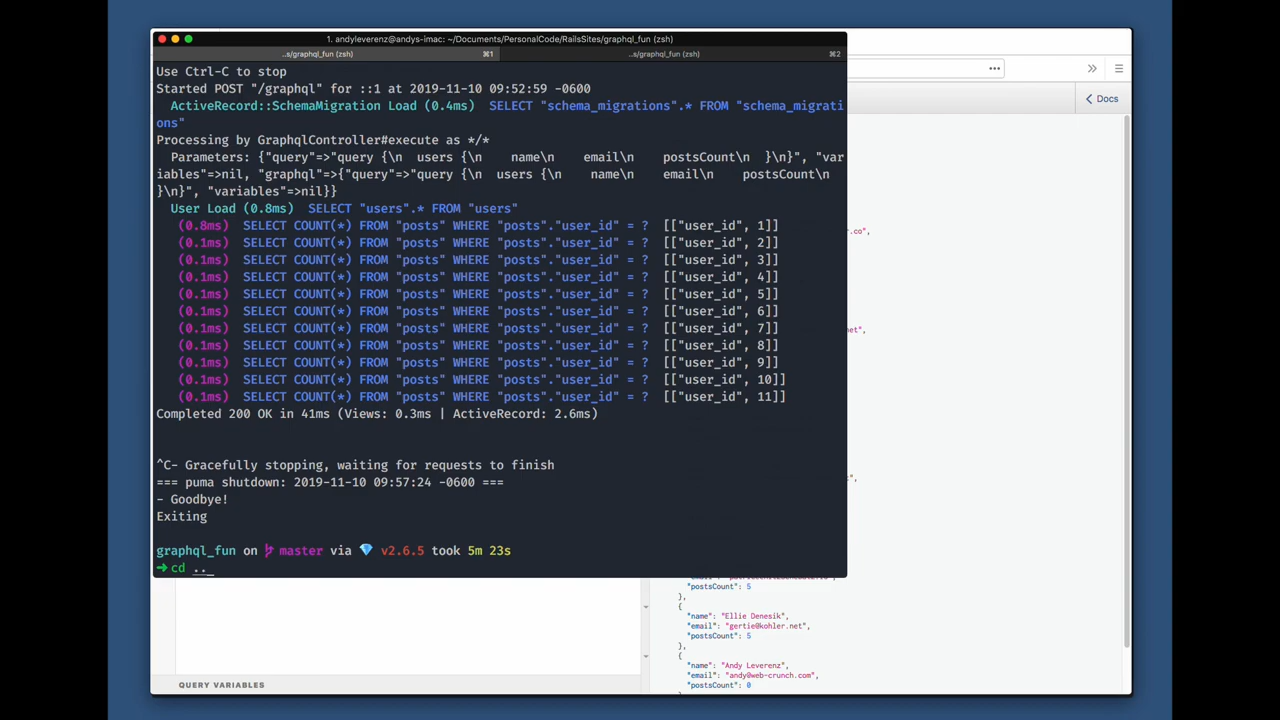 1. andyleverenz@andys-imac: ~/Documents/PersonalCode/RailsSites/graphql_fun (zsh)
..s/graphql_fun (zsh) ⌘1 ..s/graphql_fun (zsh) ⌘2
Use Ctrl-C to stop
Started POST "/graphql" for ::1 at 2019-11-10 09:52:59 -0600
ActiveRecord::SchemaMigration Load (0.4ms)  SELECT "schema_migrations".* FROM "schema_migrati
ons"
Processing by GraphqlController#execute as */*
Parameters: {"query"=>"query {\n  users {\n    name\n    email\n    postsCount\n  }\n}", "var
iables"=>nil, "graphql"=>{"query"=>"query {\n  users {\n    name\n    email\n    postsCount\n
}\n}", "variables"=>nil}}
User Load (0.8ms)  SELECT "users".* FROM "users"
(0.8ms)  SELECT COUNT(*) FROM "posts" WHERE "posts"."user_id" = ?  [["user_id", 1]]
(0.1ms)  SELECT COUNT(*) FROM "posts" WHERE "posts"."user_id" = ?  [["user_id", 2]]
(0.1ms)  SELECT COUNT(*) FROM "posts" WHERE "posts"."user_id" = ?  [["user_id", 3]]
(0.1ms)  SELECT COUNT(*) FROM "posts" WHERE "posts"."user_id" = ?  [["user_id", 4]]
(0.1ms)  SELECT COUNT(*) FROM "posts" WHERE "posts"."user_id" = ?  [["user_id", 5]]
(0.1ms)  SELECT COUNT(*) FROM "posts" WHERE "posts"."user_id" = ?  [["user_id", 6]]
(0.1ms)  SELECT COUNT(*) FROM "posts" WHERE "posts"."user_id" = ?  [["user_id", 7]]
(0.1ms)  SELECT COUNT(*) FROM "posts" WHERE "posts"."user_id" = ?  [["user_id", 8]]
(0.1ms)  SELECT COUNT(*) FROM "posts" WHERE "posts"."user_id" = ?  [["user_id", 9]]
(0.1ms)  SELECT COUNT(*) FROM "posts" WHERE "posts"."user_id" = ?  [["user_id", 10]]
(0.1ms)  SELECT COUNT(*) FROM "posts" WHERE "posts"."user_id" = ?  [["user_id", 11]]
Completed 200 OK in 41ms (Views: 0.3ms | ActiveRecord: 2.6ms)
^C- Gracefully stopping, waiting for requests to finish
=== puma shutdown: 2019-11-10 09:57:24 -0600 ===
- Goodbye!
Exiting
graphql_fun on master via 💎 v2.6.5 took 5m 23s
➜ cd .._
Docs
"postsCount": 5
},
{
"name": "Ellie Denesik",
"email": "gertie@kohler.net",
"postsCount": 5
},
{
"name": "Andy Leverenz",
"email": "andy@web-crunch.com",
"postsCount": 0
QUERY VARIABLES